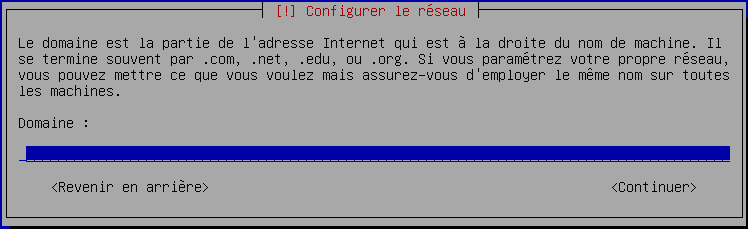 [!] Configurer le réseau
Le domaine est la partie de l'adresse Internet qui est à la droite du nom de machine. Il
se termine souvent par .com, .net, .edu, ou .org. Si vous paramétrez votre propre réseau,
vous pouvez mettre ce que vous voulez mais assurez-vous d'employer le même nom sur toutes
les machines.
Domaine :
<Revenir en arrière> <Continuer>